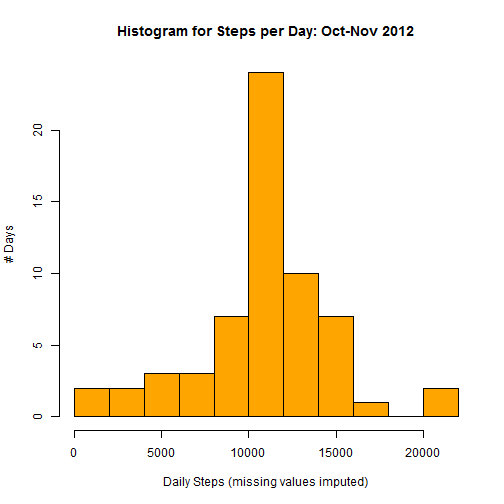 Histogram for Steps per Day: Oct-Nov 2012
# Days
20
15
10
5
0
0 5000 10000 15000 20000
Daily Steps (missing values imputed)